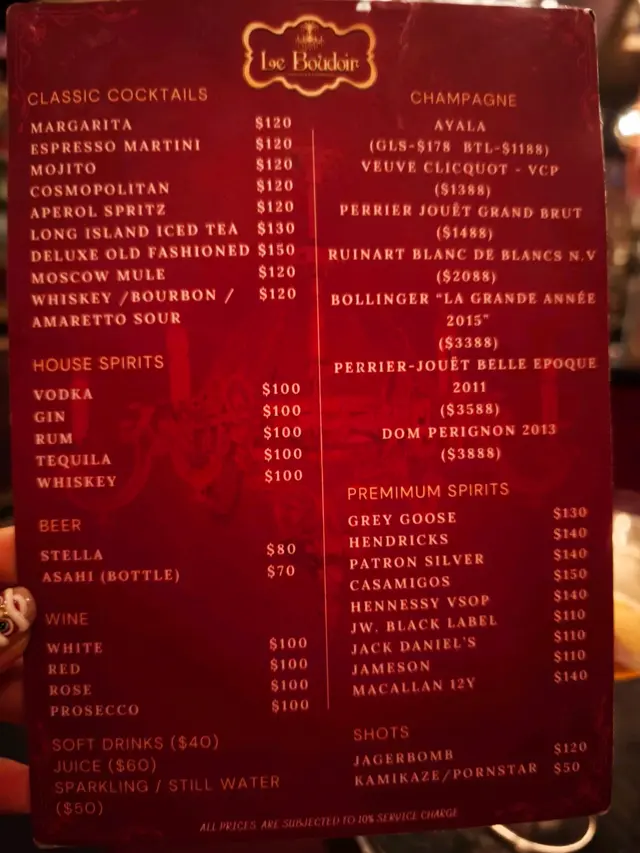 Le Boudoir
CLASSIC COCKTAILS
MARGARITA $120
ESPRESSO MARTINI $120
MOJITO $120
COSMOPOLITAN $120
APEROL SPRITZ $120
LONG ISLAND ICED TEA $130
DELUXE OLD FASHIONED $150
MOSCOW MULE $120
WHISKEY /BOURBON / $120
AMARETTO SOUR
HOUSE SPIRITS
VODKA $100
GIN $100
RUM $100
TEQUILA $100
WHISKEY $100
BEER
STELLA $80
ASAHI (BOTTLE) $70
WINE
WHITE $100
RED $100
ROSE $100
PROSECCO $100
SOFT DRINKS ($40)
JUICE ($60)
SPARKLING / STILL WATER
($50)
CHAMPAGNE
AYALA
(GLS-$178 BTL-$1188)
VEUVE CLICQUOT - VCP
($1388)
PERRIER JOUËT GRAND BRUT
($1488)
RUINART BLANC DE BLANCS N.V
($2088)
BOLLINGER "LA GRANDE ANNÉE
2015"
($3388)
PERRIER-JOUËT BELLE EPOQUE
2011
($3588)
DOM PERIGNON 2013
($3888)
PREMIMUM SPIRITS
GREY GOOSE $130
HENDRICKS $140
PATRON SILVER $140
CASAMIGOS $150
HENNESSY VSOP $140
JW. BLACK LABEL $110
JACK DANIEL'S $110
JAMESON $110
MACALLAN 12Y $140
SHOTS
JAGERBOMB $120
KAMIKAZE/PORNSTAR $50
ALL PRICES ARE SUBJECTED TO 10% SERVICE CHARGE